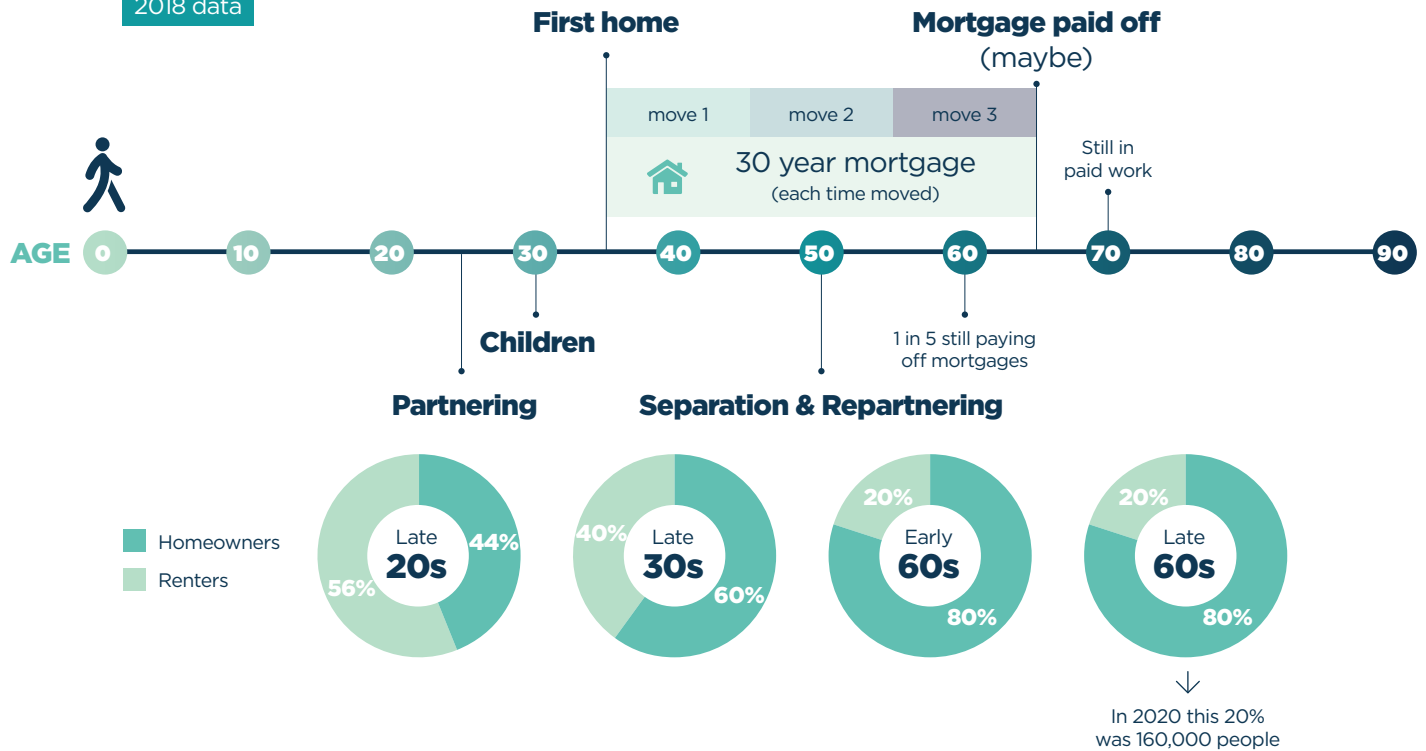 2018 data
First home
Mortgage paid off
(maybe)
move 1
move 2
move 3
30 year mortgage
(each time moved)
Still in
paid work
AGE
0
10
20
30
40
50
60
70
80
90
Children
1 in 5 still paying
off mortgages
Partnering
Separation & Repartnering
Homeowners
Renters
Late
20s
44%
56%
Late
30s
40%
60%
Early
60s
20%
80%
Late
60s
20%
80%
In 2020 this 20%
was 160,000 people